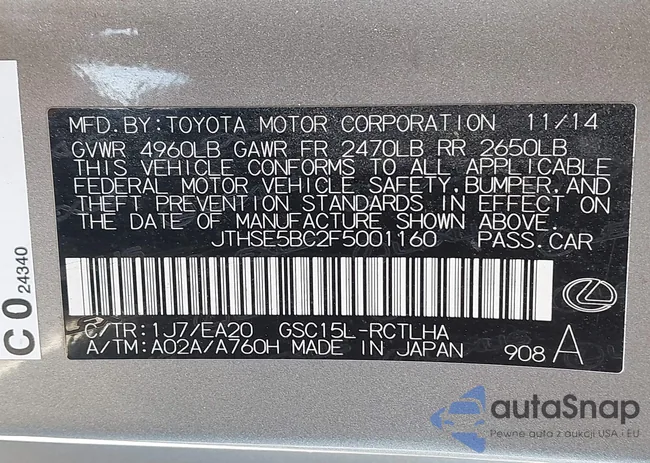 MFD.BY:TOYOTA MOTOR CORPORATION 11/14
GVWR 4960LB GAWR FR 2470LB RR 2650LB
THIS VEHICLE CONFORMS TO ALL APPLICABLE
FEDERAL MOTOR VEHICLE SAFETY, BUMPER, AND
THEFT PREVENTION STANDARDS IN EFFECT ON
THE DATE OF MANUFACTURE SHOWN ABOVE.
JTHSE5BC2F5001160 PASS.CAR
C/TR:1J7/EA20 GSC15L-RCTLHA
A/TM:A02A/A760H MADE IN JAPAN 908 A
C0 24340
autaSnap
Pewne auta z aukcji USA i EU